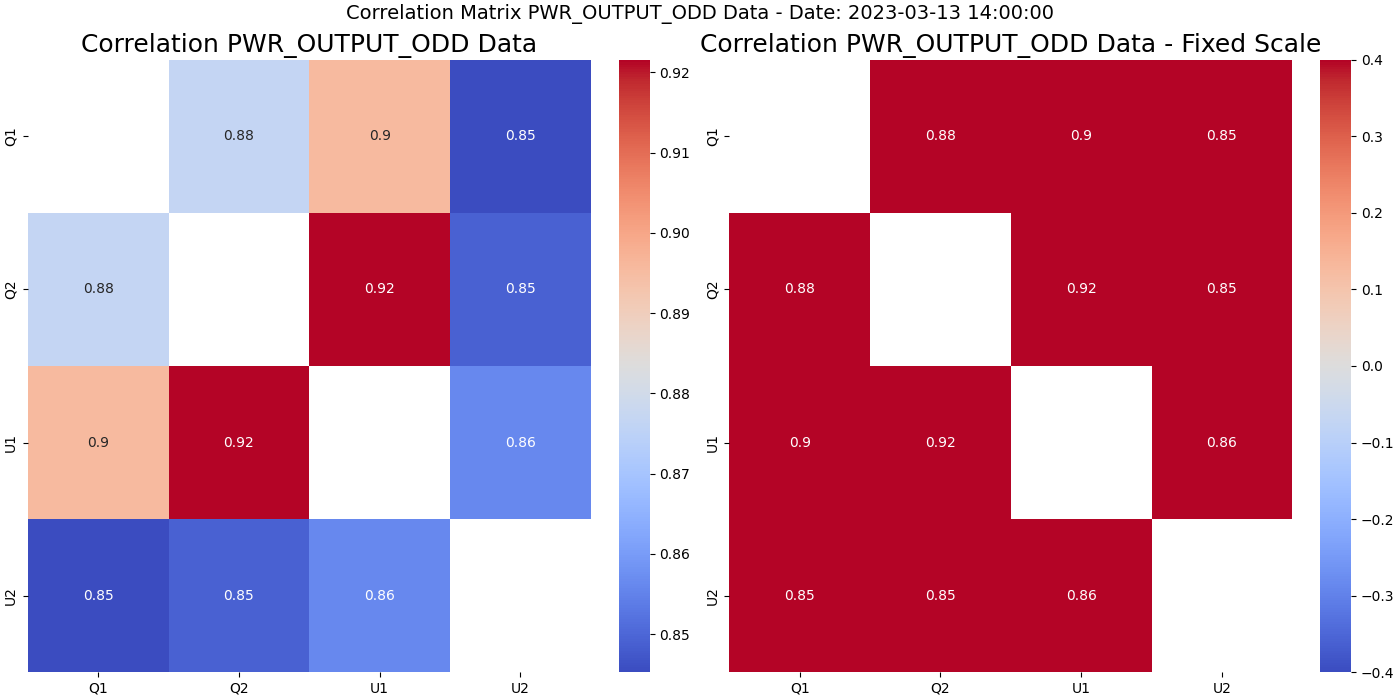 Correlation Matrix PWR_OUTPUT_ODD Data - Date: 2023-03-13 14:00:00
Correlation PWR_OUTPUT_ODD Data
Q1
0.88
0.9
0.85
Q2
0.88
0.92
0.85
U1
0.9
0.92
0.86
U2
0.85
0.85
0.86
Q1
Q2
U1
U2
0.92
0.91
0.90
0.89
0.88
0.87
0.86
0.85
Correlation PWR_OUTPUT_ODD Data - Fixed Scale
Q1
0.88
0.9
0.85
Q2
0.88
0.92
0.85
U1
0.9
0.92
0.86
U2
0.85
0.85
0.86
Q1
Q2
U1
U2
0.4
0.3
0.2
0.1
0.0
−0.1
−0.2
−0.3
−0.4